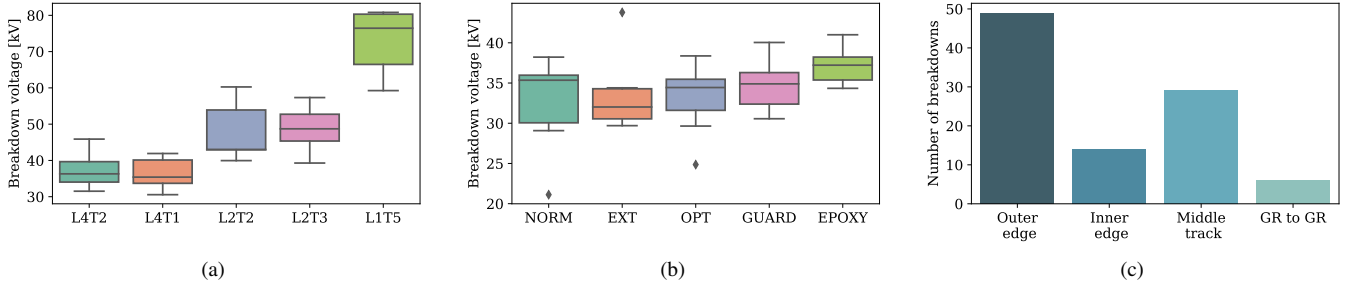 Breakdown voltage [kV]
80
70
60
50
40
30
L4T2 L4T1 L2T2 L2T3 L1T5
(a)
Breakdown voltage [kV]
40
35
30
25
20
NORM EXT OPT GUARD EPOXY
(b)
Number of breakdowns
50
40
30
20
10
0
Outer edge Inner edge Middle track GR to GR
(c)